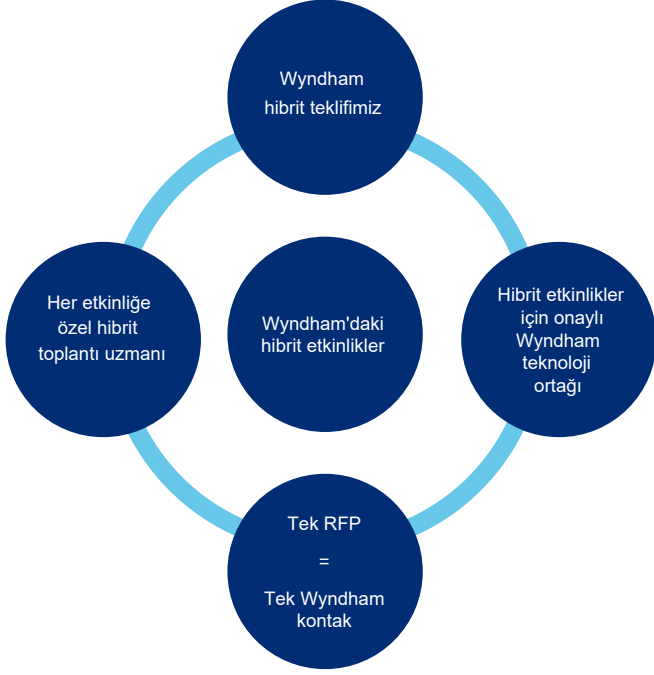 Wyndham
hibrit teklifimiz
Her etkinliğe
özel hibrit
toplantı uzmanı
Wyndham'daki
hibrit etkinlikler
Hibrit etkinlikler
için onaylı
Wyndham
teknoloji
ortağı
Tek RFP
=
Tek Wyndham
kontak